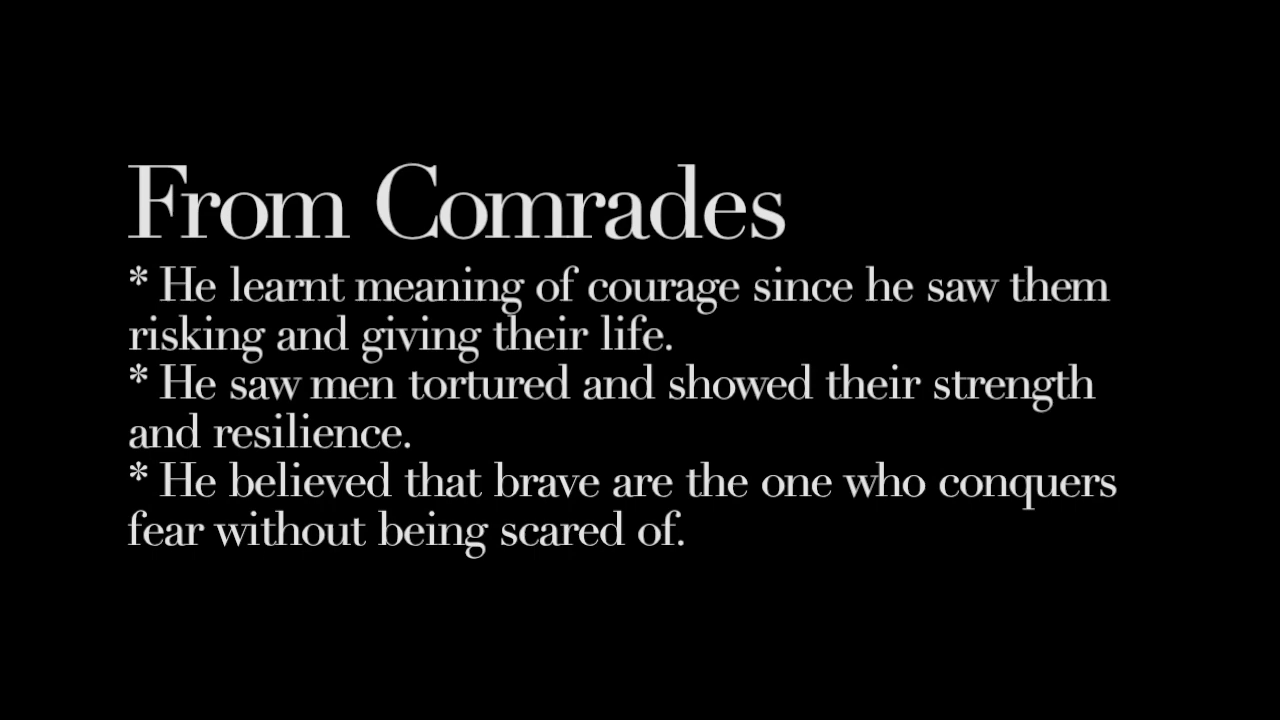 From Comrades
* He learnt meaning of courage since he saw them
risking and giving their life.
* He saw men tortured and showed their strength
and resilience.
* He believed that brave are the one who conquers
fear without being scared of.